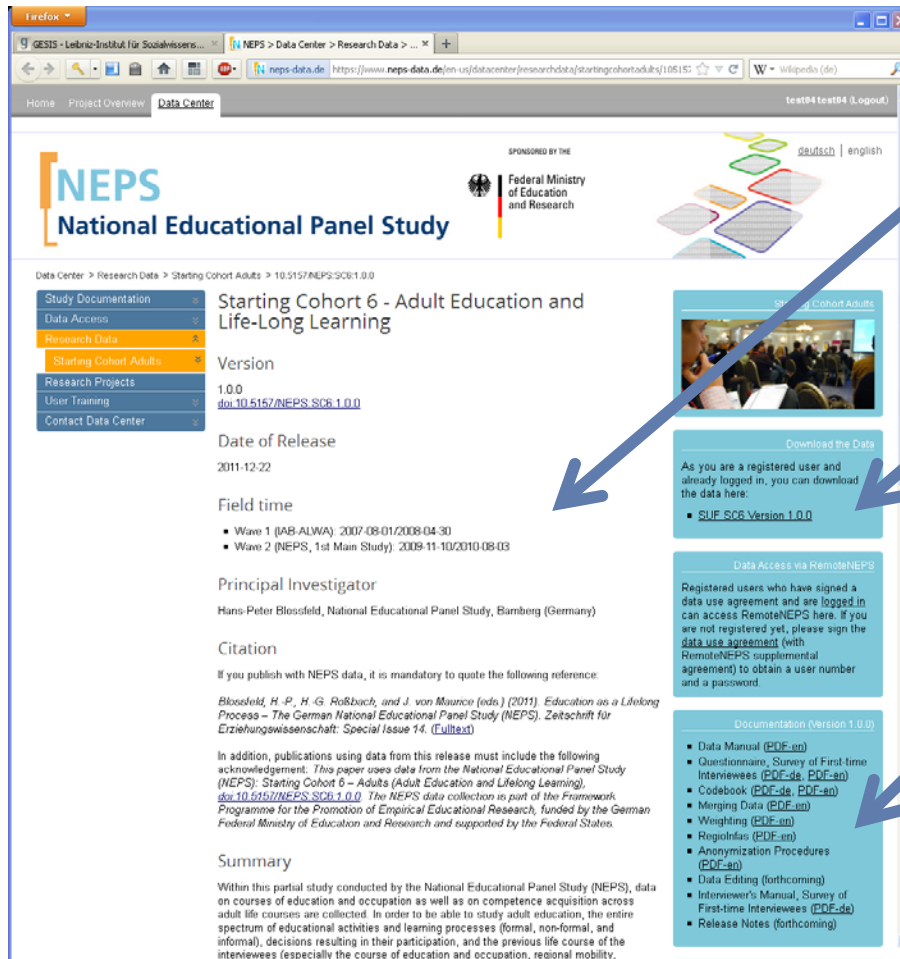 Firefox
GESIS - Leibniz-Institut für Sozialwissens...
NEPS > Data Center > Research Data > ...
neps-data.de https://www.neps-data.de/en-us/datacenter/researchdata/startingcohortadults/10515
Wikipedia (de)
Home Project Overview Data Center
test04 test04 (Logout)
deutsch | english
SPONSORED BY THE
Federal Ministry
of Education
and Research
NEPS
National Educational Panel Study
Data Center > Research Data > Starting Cohort Adults > 10.5157/NEPS:SC6:1.0.0
Study Documentation
Data Access
Research Data
Starting Cohort Adults
Research Projects
User Training
Contact Data Center
Starting Cohort 6 - Adult Education and
Life-Long Learning
Version
1.0.0
doi:10.5157/NEPS:SC6:1.0.0
Date of Release
2011-12-22
Field time
▪ Wave 1 (IAB-ALWA): 2007-08-01/2008-04-30
▪ Wave 2 (NEPS, 1st Main Study): 2009-11-10/2010-08-03
Principal Investigator
Hans-Peter Blossfeld, National Educational Panel Study, Bamberg (Germany)
Citation
If you publish with NEPS data, it is mandatory to quote the following reference:
Blossfeld, H.-P., H.-G. Roßbach, and J. von Maurice (eds.) (2011). Education as a Lifelong
Process – The German National Educational Panel Study (NEPS). Zeitschrift für
Erziehungswissenschaft: Special Issue 14. (Fulltext)
In addition, publications using data from this release must include the following
acknowledgement: This paper uses data from the National Educational Panel Study
(NEPS): Starting Cohort 6 – Adults (Adult Education and Lifelong Learning),
doi:10.5157/NEPS:SC6:1.0.0. The NEPS data collection is part of the Framework
Programme for the Promotion of Empirical Educational Research, funded by the German
Federal Ministry of Education and Research and supported by the Federal States.
Summary
Within this partial study conducted by the National Educational Panel Study (NEPS), data
on courses of education and occupation as well as on competence acquisition across
adult life courses are collected. In order to be able to study adult education, the entire
spectrum of educational activities and learning processes (formal, non-formal, and
informal), decisions resulting in their participation, and the previous life course of the
interviewees (especially the course of education and occupation, regional mobility,
Starting Cohort Adults
Download the Data
As you are a registered user and
already logged in, you can download
the data here:
▪ SUF SC6 Version 1.0.0
Data Access via RemoteNEPS
Registered users who have signed a
data use agreement and are logged in
can access RemoteNEPS here. If you
are not registered yet, please sign the
data use agreement (with
RemoteNEPS supplemental
agreement) to obtain a user number
and a password.
Documentation (Version 1.0.0)
▪ Data Manual (PDF-en)
▪ Questionnaire, Survey of First-time
Interviewees (PDF-de, PDF-en)
▪ Codebook (PDF-de, PDF-en)
▪ Merging Data (PDF-en)
▪ Weighting (PDF-en)
▪ RegioInfas (PDF-en)
▪ Anonymization Procedures
(PDF-en)
▪ Data Editing (forthcoming)
▪ Interviewer's Manual, Survey of
First-time Interviewees (PDF-de)
▪ Release Notes (forthcoming)